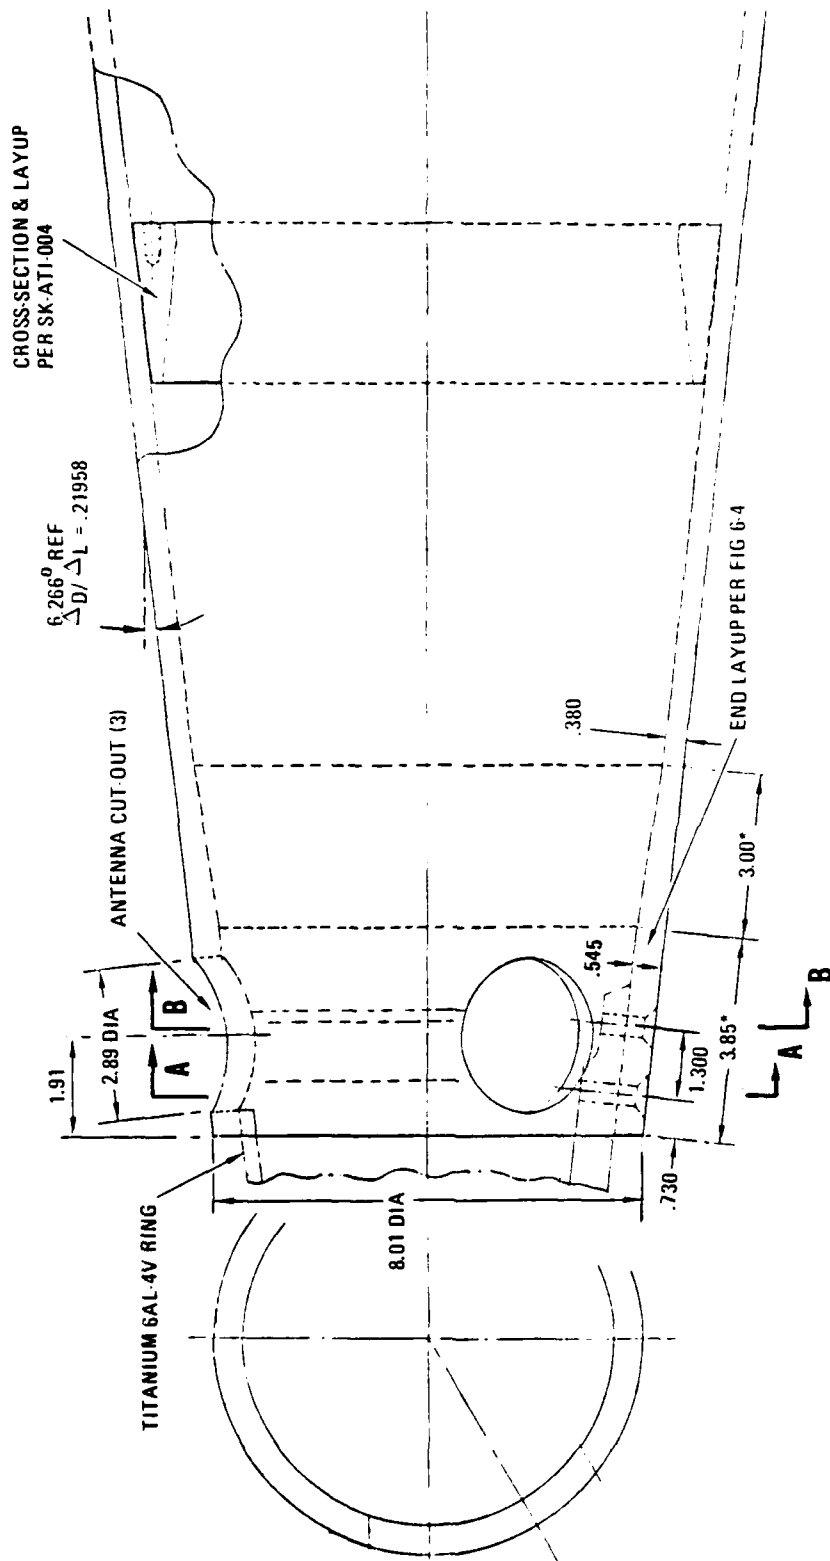 CROSS-SECTION & LAYUP
PER SK-ATI-004
6.266° REF
ΔD/ΔL = .21958
ANTENNA CUT-OUT (3)
B
A
2.89 DIA
1.91
TITANIUM 6AL-4V RING
8.01 DIA
.380
END LAYUP PER FIG 6-4
3.00*
.545
3.85*
1.300
B
A
.730